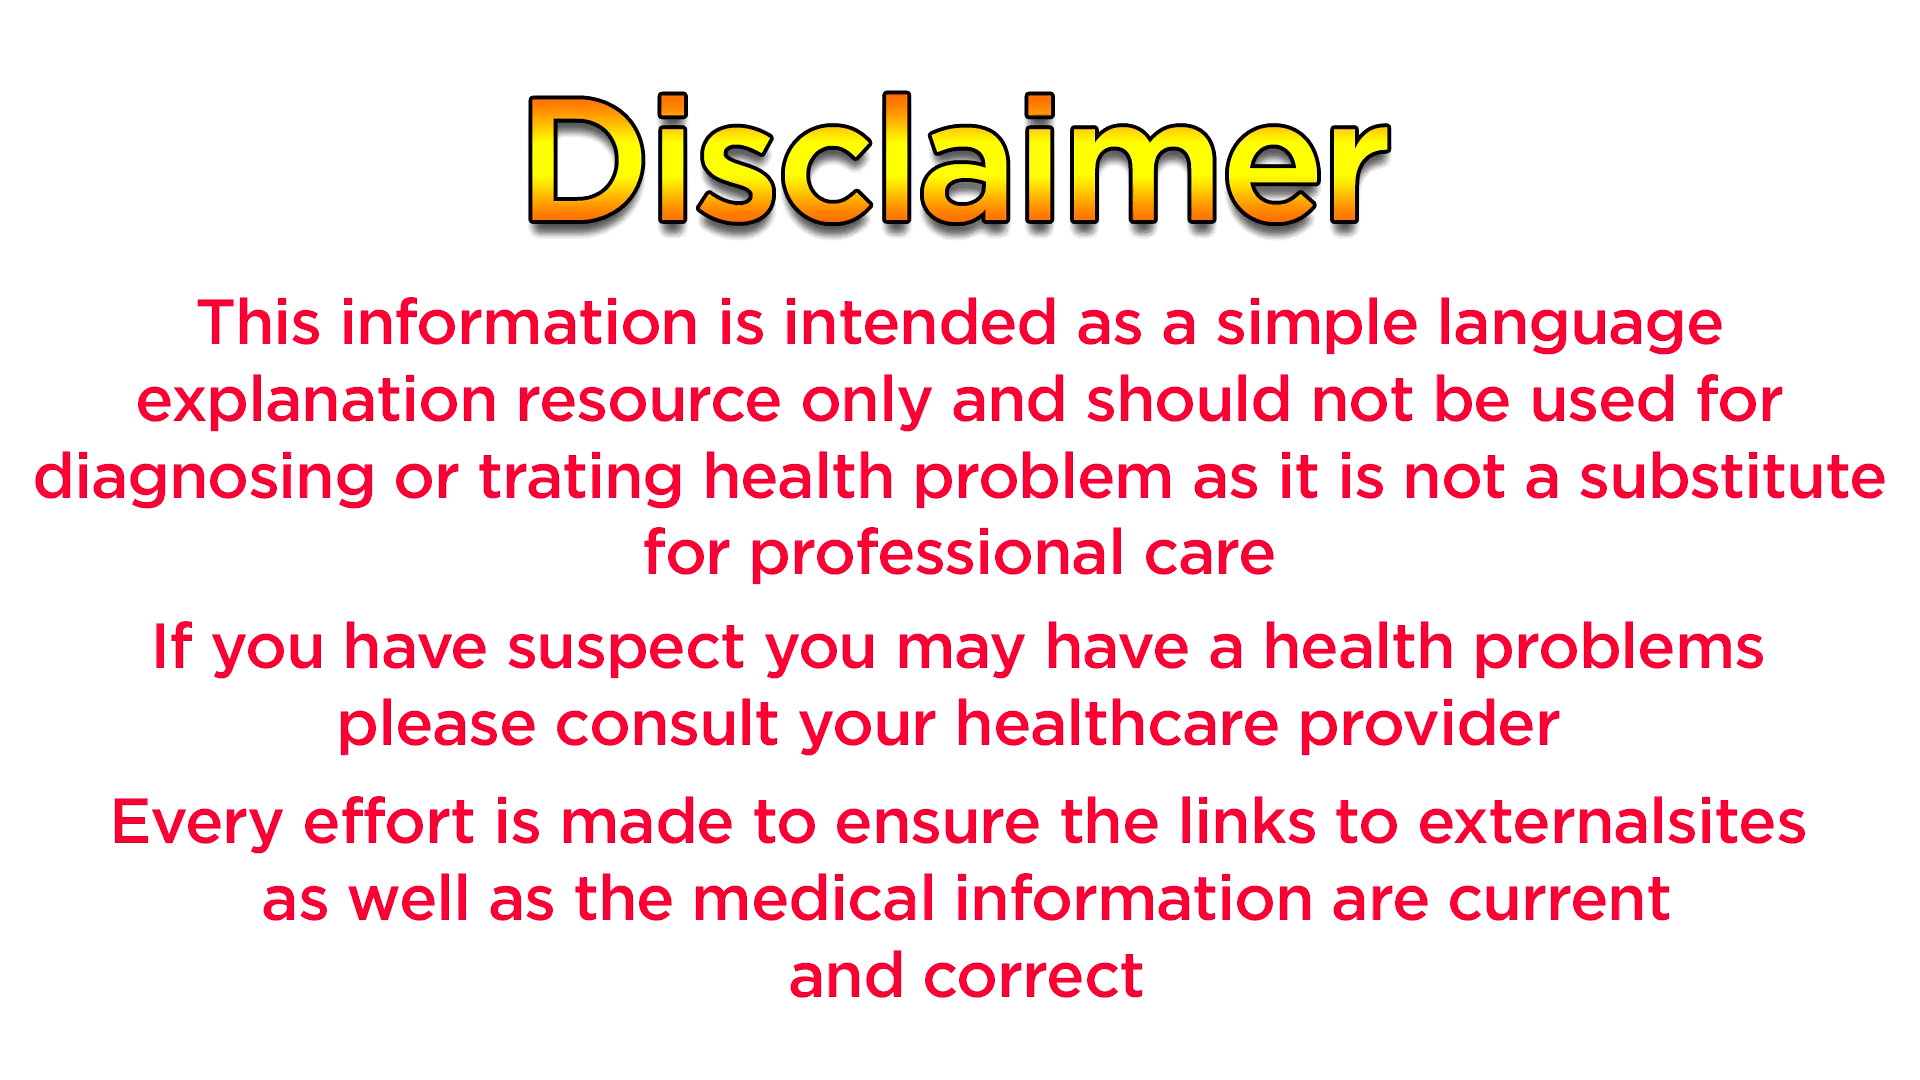 Disclaimer
This information is intended as a simple language
explanation resource only and should not be used for
diagnosing or trating health problem as it is not a substitute
for professional care
If you have suspect you may have a health problems
please consult your healthcare provider
Every effort is made to ensure the links to externalsites
as well as the medical information are current
and correct